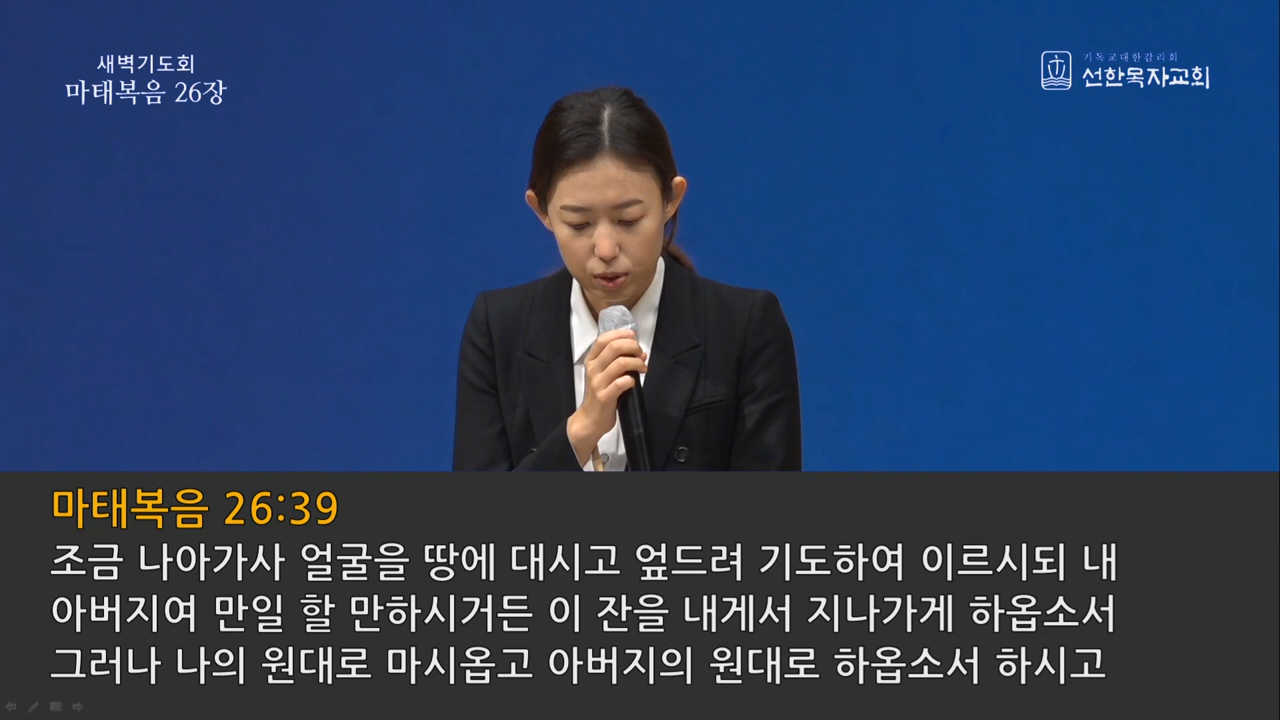 새벽기도회
마태복음 26장
기독교대한감리회
선한목자교회
마태복음 26:39
조금 나아가사 얼굴을 땅에 대시고 엎드려 기도하여 이르시되 내
아버지여 만일 할 만하시거든 이 잔을 내게서 지나가게 하옵소서
그러나 나의 원대로 마시옵고 아버지의 원대로 하옵소서 하시고